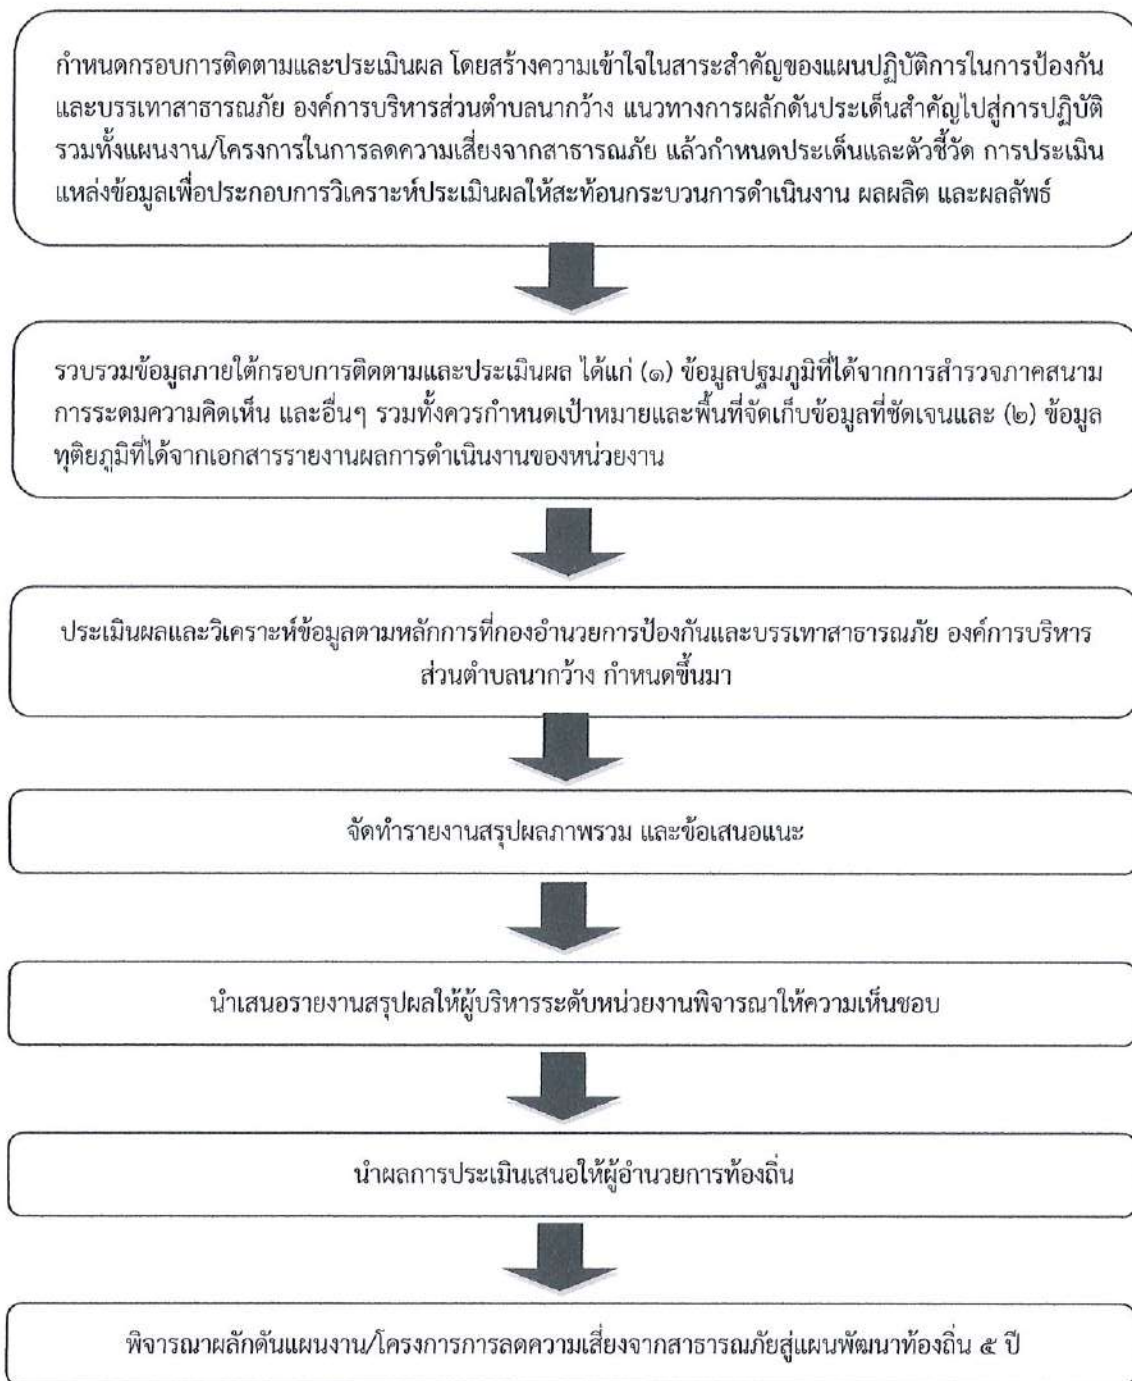 กำหนดกรอบการติดตามและประเมินผล โดยสร้างความเข้าใจในสาระสำคัญของแผนปฏิบัติการในการป้องกัน
และบรรเทาสาธารณภัย องค์การบริหารส่วนตำบลนากว้าง แนวทางการผลักดันประเด็นสำคัญไปสู่การปฏิบัติ
รวมทั้งแผนงาน/โครงการในการลดความเสี่ยงจากสาธารณภัย แล้วกำหนดประเด็นและตัวชี้วัด การประเมิน
แหล่งข้อมูลเพื่อประกอบการวิเคราะห์ประเมินผลให้สะท้อนกระบวนการดำเนินงาน ผลผลิต และผลลัพธ์
รวบรวมข้อมูลภายใต้กรอบการติดตามและประเมินผล ได้แก่ (๑) ข้อมูลปฐมภูมิที่ได้จากการสำรวจภาคสนาม
การระดมความคิดเห็น และอื่นๆ รวมทั้งควรกำหนดเป้าหมายและพื้นที่จัดเก็บข้อมูลที่ชัดเจนและ (๒) ข้อมูล
ทุติยภูมิที่ได้จากเอกสารรายงานผลการดำเนินงานของหน่วยงาน
ประเมินผลและวิเคราะห์ข้อมูลตามหลักการที่กองอำนวยการป้องกันและบรรเทาสาธารณภัย องค์การบริหาร
ส่วนตำบลนากว้าง กำหนดขึ้นมา
จัดทำรายงานสรุปผลภาพรวม และข้อเสนอแนะ
นำเสนอรายงานสรุปผลให้ผู้บริหารระดับหน่วยงานพิจารณาให้ความเห็นชอบ
นำผลการประเมินเสนอให้ผู้อำนวยการท้องถิ่น
พิจารณาผลักดันแผนงาน/โครงการการลดความเสี่ยงจากสาธารณภัยสู่แผนพัฒนาท้องถิ่น ๕ ปี